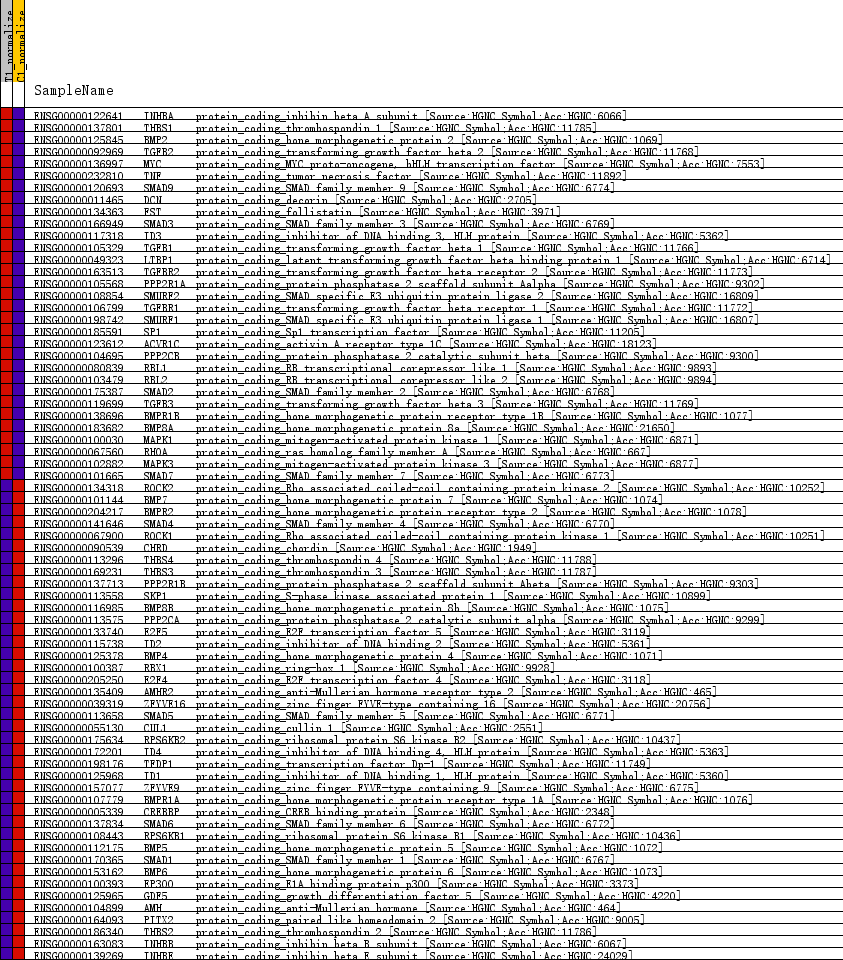 T1_normalize
C1_normalize
SampleName
ENSG00000122641 INHBA protein_coding_inhibin beta A subunit [Source:HGNC Symbol;Acc:HGNC:6066]
ENSG00000137801 THBS1 protein_coding_thrombospondin 1 [Source:HGNC Symbol;Acc:HGNC:11785]
ENSG00000125845 BMP2 protein_coding_bone morphogenetic protein 2 [Source:HGNC Symbol;Acc:HGNC:1069]
ENSG00000092969 TGFB2 protein_coding_transforming growth factor beta 2 [Source:HGNC Symbol;Acc:HGNC:11768]
ENSG00000136997 MYC protein_coding_MYC proto-oncogene, bHLH transcription factor [Source:HGNC Symbol;Acc:HGNC:7553]
ENSG00000232810 TNF protein_coding_tumor necrosis factor [Source:HGNC Symbol;Acc:HGNC:11892]
ENSG00000120693 SMAD9 protein_coding_SMAD family member 9 [Source:HGNC Symbol;Acc:HGNC:6774]
ENSG00000011465 DCN protein_coding_decorin [Source:HGNC Symbol;Acc:HGNC:2705]
ENSG00000134363 FST protein_coding_follistatin [Source:HGNC Symbol;Acc:HGNC:3971]
ENSG00000166949 SMAD3 protein_coding_SMAD family member 3 [Source:HGNC Symbol;Acc:HGNC:6769]
ENSG00000117318 ID3 protein_coding_inhibitor of DNA binding 3, HLH protein [Source:HGNC Symbol;Acc:HGNC:5362]
ENSG00000105329 TGFB1 protein_coding_transforming growth factor beta 1 [Source:HGNC Symbol;Acc:HGNC:11766]
ENSG00000049323 LTBP1 protein_coding_latent transforming growth factor beta binding protein 1 [Source:HGNC Symbol;Acc:HGNC:6714]
ENSG00000163513 TGFBR2 protein_coding_transforming growth factor beta receptor 2 [Source:HGNC Symbol;Acc:HGNC:11773]
ENSG00000105568 PPP2R1A protein_coding_protein phosphatase 2 scaffold subunit Aalpha [Source:HGNC Symbol;Acc:HGNC:9302]
ENSG00000108854 SMURF2 protein_coding_SMAD specific E3 ubiquitin protein ligase 2 [Source:HGNC Symbol;Acc:HGNC:16809]
ENSG00000106799 TGFBR1 protein_coding_transforming growth factor beta receptor 1 [Source:HGNC Symbol;Acc:HGNC:11772]
ENSG00000198742 SMURF1 protein_coding_SMAD specific E3 ubiquitin protein ligase 1 [Source:HGNC Symbol;Acc:HGNC:16807]
ENSG00000185591 SP1 protein_coding_Sp1 transcription factor [Source:HGNC Symbol;Acc:HGNC:11205]
ENSG00000123612 ACVR1C protein_coding_activin A receptor type 1C [Source:HGNC Symbol;Acc:HGNC:18123]
ENSG00000104695 PPP2CB protein_coding_protein phosphatase 2 catalytic subunit beta [Source:HGNC Symbol;Acc:HGNC:9300]
ENSG00000080839 RBL1 protein_coding_RB transcriptional corepressor like 1 [Source:HGNC Symbol;Acc:HGNC:9893]
ENSG00000103479 RBL2 protein_coding_RB transcriptional corepressor like 2 [Source:HGNC Symbol;Acc:HGNC:9894]
ENSG00000175387 SMAD2 protein_coding_SMAD family member 2 [Source:HGNC Symbol;Acc:HGNC:6768]
ENSG00000119699 TGFB3 protein_coding_transforming growth factor beta 3 [Source:HGNC Symbol;Acc:HGNC:11769]
ENSG00000138696 BMPR1B protein_coding_bone morphogenetic protein receptor type 1B [Source:HGNC Symbol;Acc:HGNC:1077]
ENSG00000183682 BMP8A protein_coding_bone morphogenetic protein 8a [Source:HGNC Symbol;Acc:HGNC:21650]
ENSG00000100030 MAPK1 protein_coding_mitogen-activated protein kinase 1 [Source:HGNC Symbol;Acc:HGNC:6871]
ENSG00000067560 RHOA protein_coding_ras homolog family member A [Source:HGNC Symbol;Acc:HGNC:667]
ENSG00000102882 MAPK3 protein_coding_mitogen-activated protein kinase 3 [Source:HGNC Symbol;Acc:HGNC:6877]
ENSG00000101665 SMAD7 protein_coding_SMAD family member 7 [Source:HGNC Symbol;Acc:HGNC:6773]
ENSG00000134318 ROCK2 protein_coding_Rho associated coiled-coil containing protein kinase 2 [Source:HGNC Symbol;Acc:HGNC:10252]
ENSG00000101144 BMP7 protein_coding_bone morphogenetic protein 7 [Source:HGNC Symbol;Acc:HGNC:1074]
ENSG00000204217 BMPR2 protein_coding_bone morphogenetic protein receptor type 2 [Source:HGNC Symbol;Acc:HGNC:1078]
ENSG00000141646 SMAD4 protein_coding_SMAD family member 4 [Source:HGNC Symbol;Acc:HGNC:6770]
ENSG00000067900 ROCK1 protein_coding_Rho associated coiled-coil containing protein kinase 1 [Source:HGNC Symbol;Acc:HGNC:10251]
ENSG00000090539 CHRD protein_coding_chordin [Source:HGNC Symbol;Acc:HGNC:1949]
ENSG00000113296 THBS4 protein_coding_thrombospondin 4 [Source:HGNC Symbol;Acc:HGNC:11788]
ENSG00000169231 THBS3 protein_coding_thrombospondin 3 [Source:HGNC Symbol;Acc:HGNC:11787]
ENSG00000137713 PPP2R1B protein_coding_protein phosphatase 2 scaffold subunit Abeta [Source:HGNC Symbol;Acc:HGNC:9303]
ENSG00000113558 SKP1 protein_coding_S-phase kinase associated protein 1 [Source:HGNC Symbol;Acc:HGNC:10899]
ENSG00000116985 BMP8B protein_coding_bone morphogenetic protein 8b [Source:HGNC Symbol;Acc:HGNC:1075]
ENSG00000113575 PPP2CA protein_coding_protein phosphatase 2 catalytic subunit alpha [Source:HGNC Symbol;Acc:HGNC:9299]
ENSG00000133740 E2F5 protein_coding_E2F transcription factor 5 [Source:HGNC Symbol;Acc:HGNC:3119]
ENSG00000115738 ID2 protein_coding_inhibitor of DNA binding 2 [Source:HGNC Symbol;Acc:HGNC:5361]
ENSG00000125378 BMP4 protein_coding_bone morphogenetic protein 4 [Source:HGNC Symbol;Acc:HGNC:1071]
ENSG00000100387 RBX1 protein_coding_ring-box 1 [Source:HGNC Symbol;Acc:HGNC:9928]
ENSG00000205250 E2F4 protein_coding_E2F transcription factor 4 [Source:HGNC Symbol;Acc:HGNC:3118]
ENSG00000135409 AMHR2 protein_coding_anti-Mullerian hormone receptor type 2 [Source:HGNC Symbol;Acc:HGNC:465]
ENSG00000039319 ZFYVE16 protein_coding_zinc finger FYVE-type containing 16 [Source:HGNC Symbol;Acc:HGNC:20756]
ENSG00000113658 SMAD5 protein_coding_SMAD family member 5 [Source:HGNC Symbol;Acc:HGNC:6771]
ENSG00000055130 CUL1 protein_coding_cullin 1 [Source:HGNC Symbol;Acc:HGNC:2551]
ENSG00000175634 RPS6KB2 protein_coding_ribosomal protein S6 kinase B2 [Source:HGNC Symbol;Acc:HGNC:10437]
ENSG00000172201 ID4 protein_coding_inhibitor of DNA binding 4, HLH protein [Source:HGNC Symbol;Acc:HGNC:5363]
ENSG00000198176 TFDP1 protein_coding_transcription factor Dp-1 [Source:HGNC Symbol;Acc:HGNC:11749]
ENSG00000125968 ID1 protein_coding_inhibitor of DNA binding 1, HLH protein [Source:HGNC Symbol;Acc:HGNC:5360]
ENSG00000157077 ZFYVE9 protein_coding_zinc finger FYVE-type containing 9 [Source:HGNC Symbol;Acc:HGNC:6775]
ENSG00000107779 BMPR1A protein_coding_bone morphogenetic protein receptor type 1A [Source:HGNC Symbol;Acc:HGNC:1076]
ENSG00000005339 CREBBP protein_coding_CREB binding protein [Source:HGNC Symbol;Acc:HGNC:2348]
ENSG00000137834 SMAD6 protein_coding_SMAD family member 6 [Source:HGNC Symbol;Acc:HGNC:6772]
ENSG00000108443 RPS6KB1 protein_coding_ribosomal protein S6 kinase B1 [Source:HGNC Symbol;Acc:HGNC:10436]
ENSG00000112175 BMP5 protein_coding_bone morphogenetic protein 5 [Source:HGNC Symbol;Acc:HGNC:1072]
ENSG00000170365 SMAD1 protein_coding_SMAD family member 1 [Source:HGNC Symbol;Acc:HGNC:6767]
ENSG00000153162 BMP6 protein_coding_bone morphogenetic protein 6 [Source:HGNC Symbol;Acc:HGNC:1073]
ENSG00000100393 EP300 protein_coding_E1A binding protein p300 [Source:HGNC Symbol;Acc:HGNC:3373]
ENSG00000125965 GDF5 protein_coding_growth differentiation factor 5 [Source:HGNC Symbol;Acc:HGNC:4220]
ENSG00000104899 AMH protein_coding_anti-Mullerian hormone [Source:HGNC Symbol;Acc:HGNC:464]
ENSG00000164093 PITX2 protein_coding_paired like homeodomain 2 [Source:HGNC Symbol;Acc:HGNC:9005]
ENSG00000186340 THBS2 protein_coding_thrombospondin 2 [Source:HGNC Symbol;Acc:HGNC:11786]
ENSG00000163083 INHBB protein_coding_inhibin beta B subunit [Source:HGNC Symbol;Acc:HGNC:6067]
ENSG00000139269 INHBE protein_coding_inhibin beta E subunit [Source:HGNC Symbol;Acc:HGNC:24029]